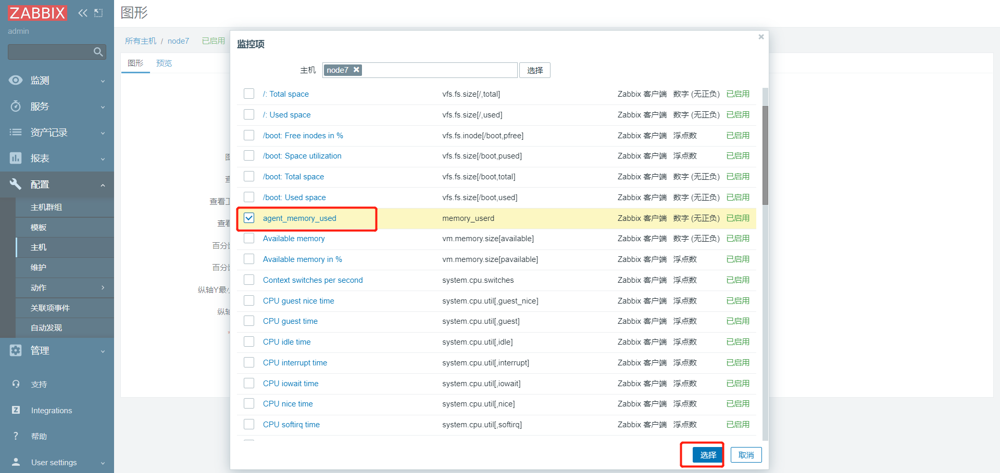 ZABBIX
admin
监测
服务
资产记录
报表
配置
主机群组
模板
主机
维护
动作
关联项事件
自动发现
管理
支持
Integrations
帮助
User settings
图形
所有主机 / node7 已启用
图形 预览
查看
百分比
百分比
纵轴Y最
纵轴
*
监控项
主机 node7 选择
/: Total space vfs.fs.size[/,total] Zabbix 客户端 数字 (无正负) 已启用
/: Used space vfs.fs.size[/,used] Zabbix 客户端 数字 (无正负) 已启用
/boot: Free inodes in % vfs.fs.inode[/boot,pfree] Zabbix 客户端 浮点数 已启用
/boot: Space utilization vfs.fs.size[/boot,pused] Zabbix 客户端 浮点数 已启用
/boot: Total space vfs.fs.size[/boot,total] Zabbix 客户端 数字 (无正负) 已启用
/boot: Used space vfs.fs.size[/boot,used] Zabbix 客户端 数字 (无正负) 已启用
agent_memory_used memory_userd Zabbix 客户端 数字 (无正负) 已启用
Available memory vm.memory.size[available] Zabbix 客户端 数字 (无正负) 已启用
Available memory in % vm.memory.size[pavailable] Zabbix 客户端 浮点数 已启用
Context switches per second system.cpu.switches Zabbix 客户端 浮点数 已启用
CPU guest nice time system.cpu.util[,guest_nice] Zabbix 客户端 浮点数 已启用
CPU guest time system.cpu.util[,guest] Zabbix 客户端 浮点数 已启用
CPU idle time system.cpu.util[,idle] Zabbix 客户端 浮点数 已启用
CPU interrupt time system.cpu.util[,interrupt] Zabbix 客户端 浮点数 已启用
CPU iowait time system.cpu.util[,iowait] Zabbix 客户端 浮点数 已启用
CPU nice time system.cpu.util[,nice] Zabbix 客户端 浮点数 已启用
CPU softirq time system.cpu.util[,softirq] Zabbix 客户端 浮点数 已启用
选择 取消